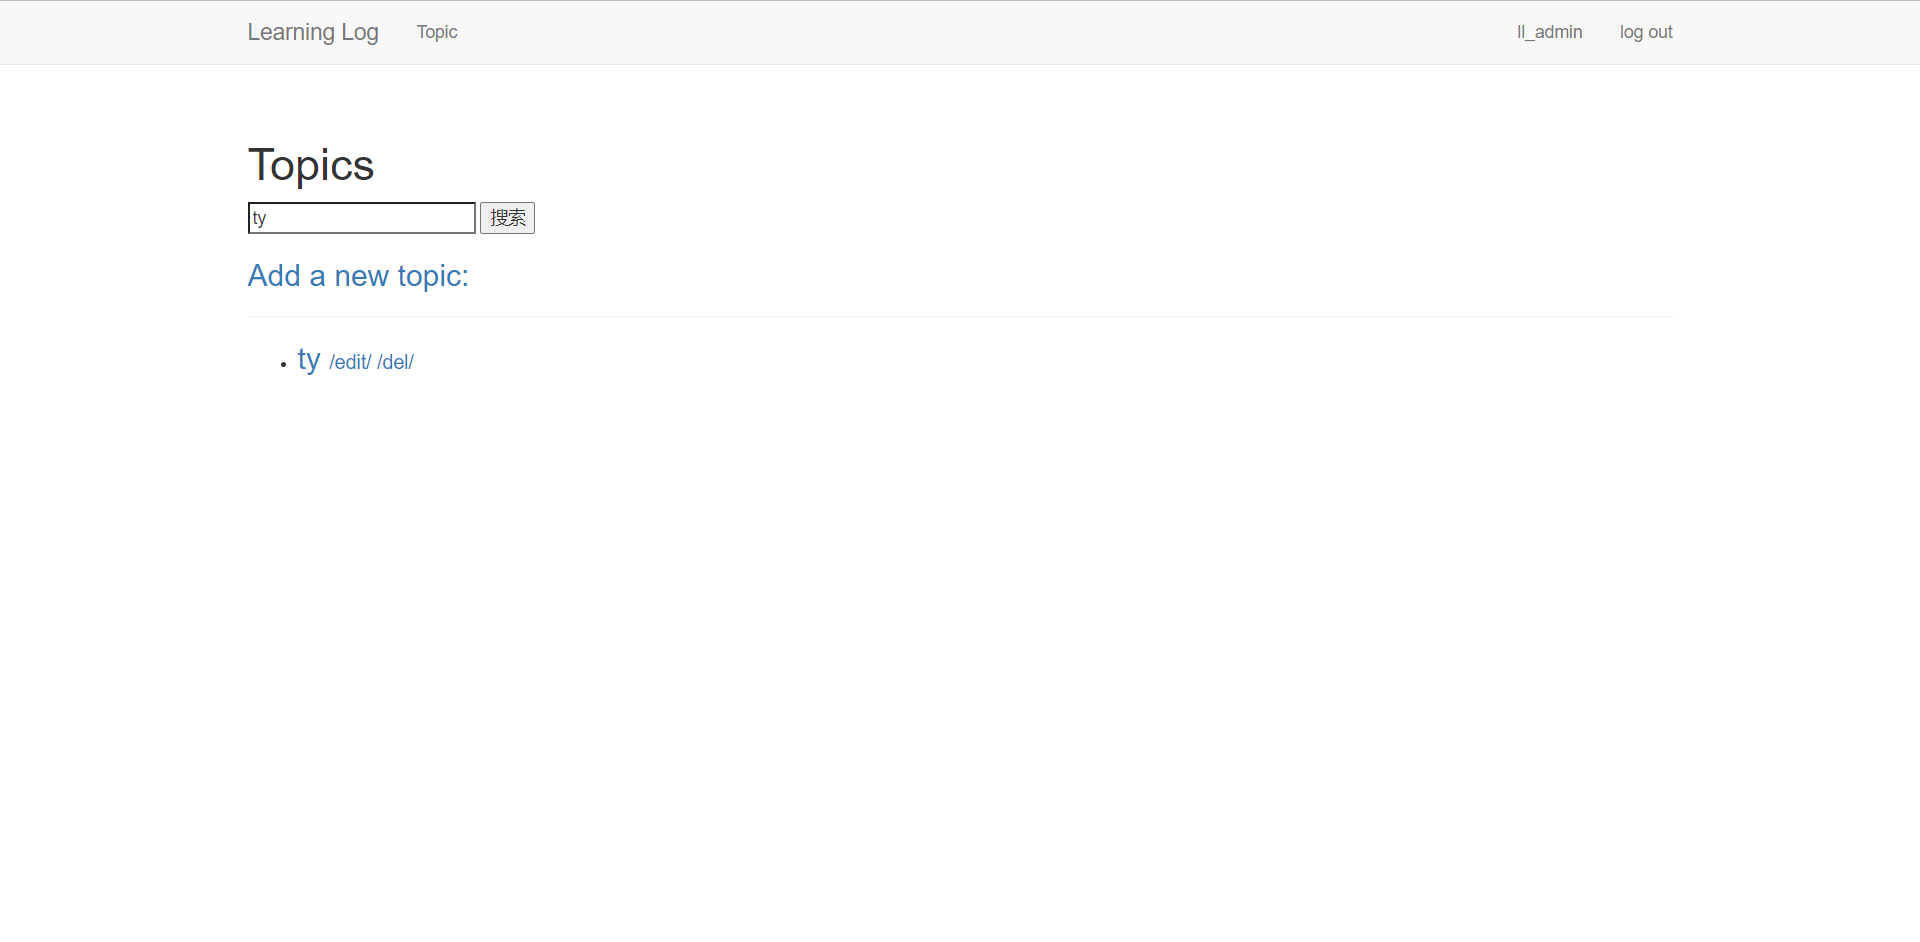 Learning Log Topic ll_admin log out
Topics
ty 搜索
Add a new topic:
ty /edit/ /del/